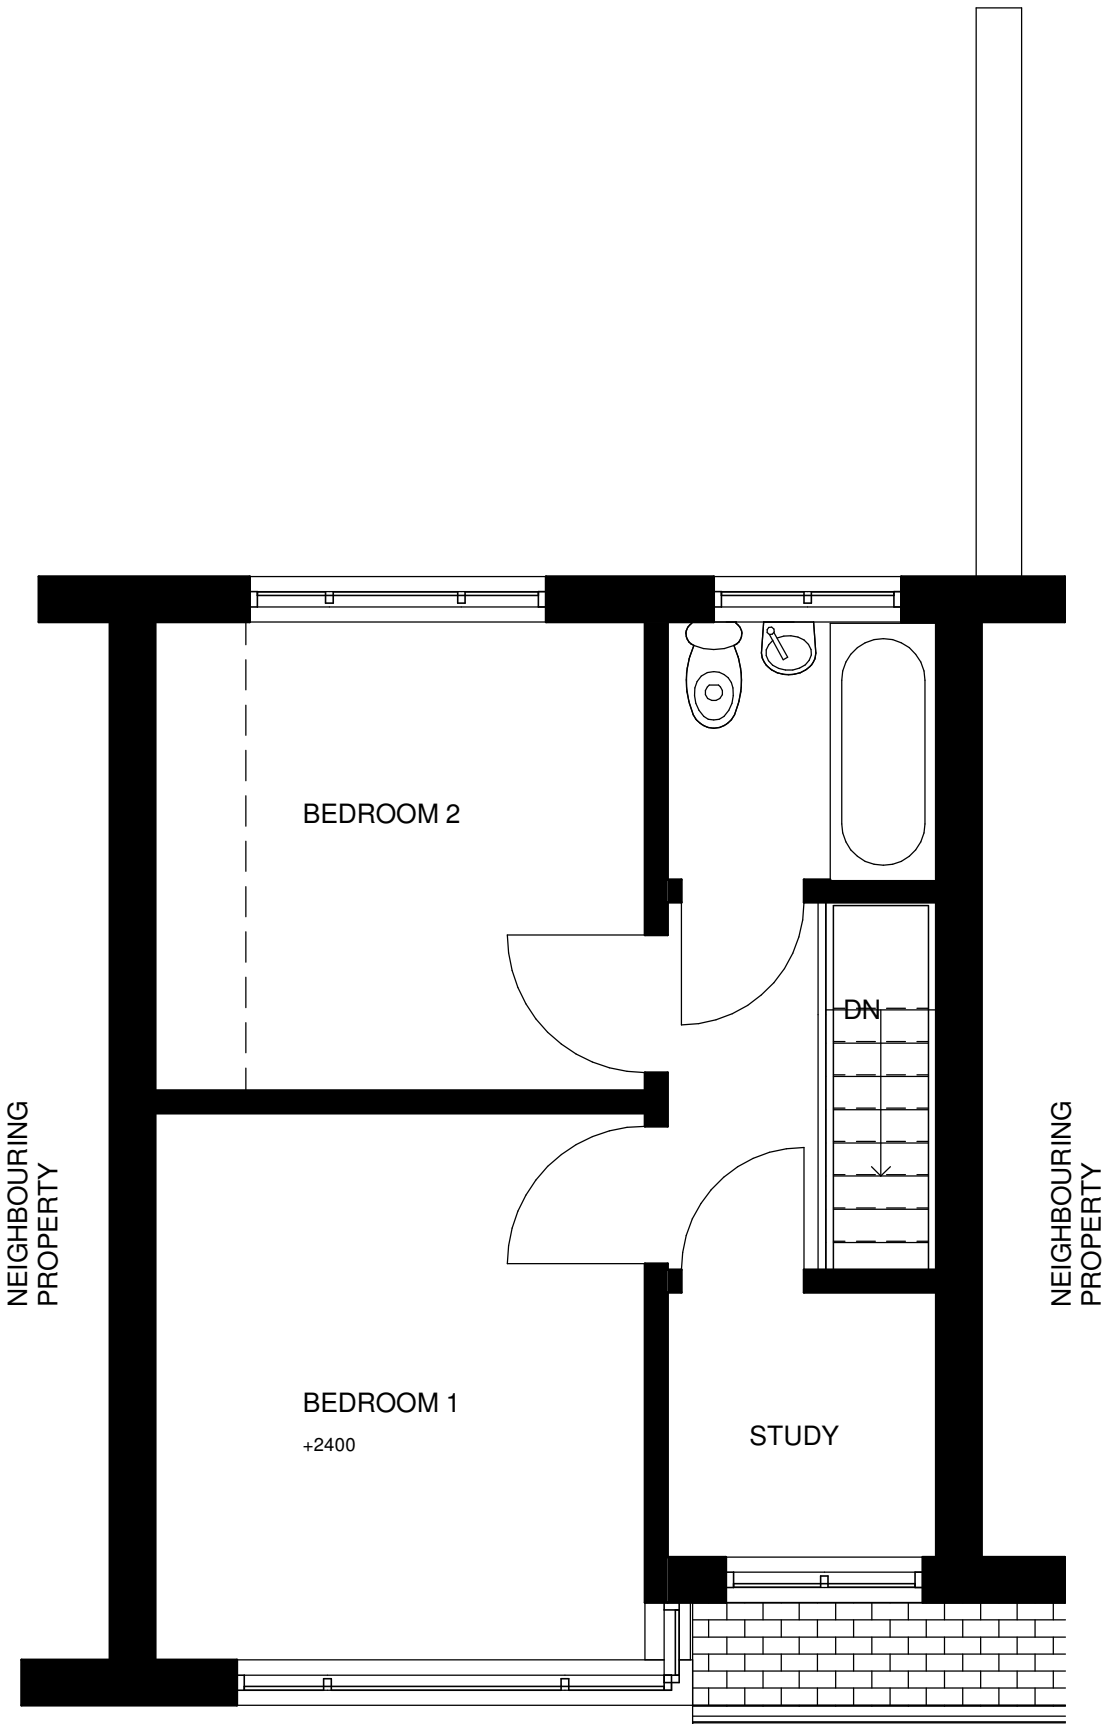 BEDROOM 2
DN
NEIGHBOURING
PROPERTY
NEIGHBOURING
PROPERTY
BEDROOM 1
+2400
STUDY